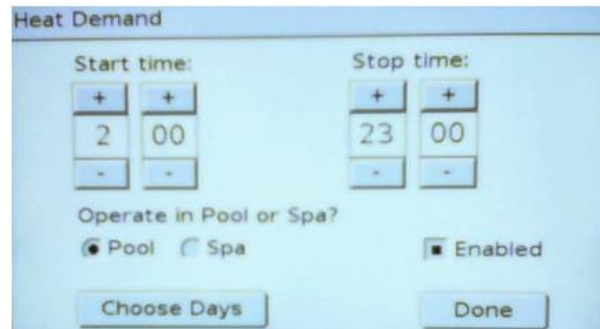 Heat Demand
Start time: Stop time:
+ + + +
2 00 23 00
- - - -
Operate in Pool or Spa?
Pool Spa Enabled
Choose Days Done